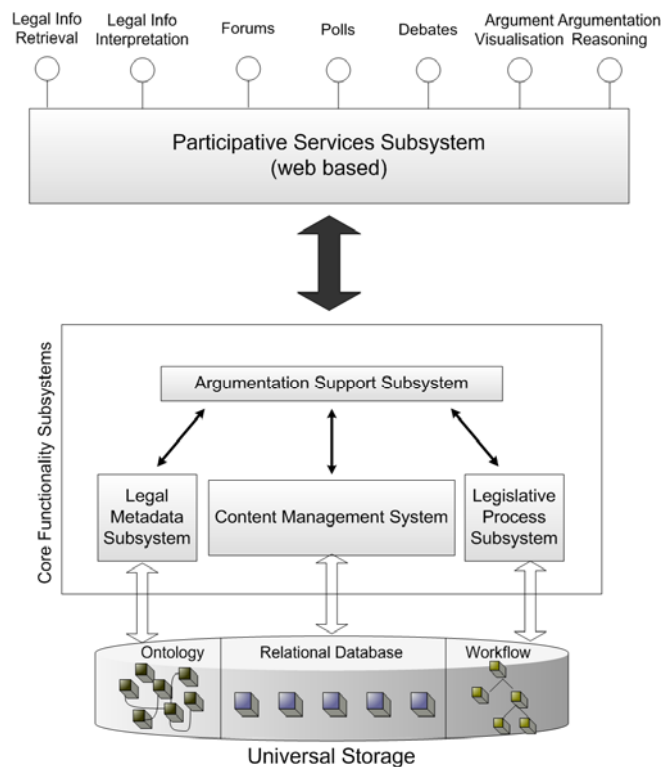 Legal Info
Retrieval
Legal Info
Interpretation
Forums
Polls
Debates
Argument
Visualisation
Argumentation
Reasoning
Participative Services Subsystem
(web based)
Core Functionality Subsystems
Argumentation Support Subsystem
Legal
Metadata
Subsystem
Content Management System
Legislative
Process
Subsystem
Ontology
Relational Database
Workflow
Universal Storage